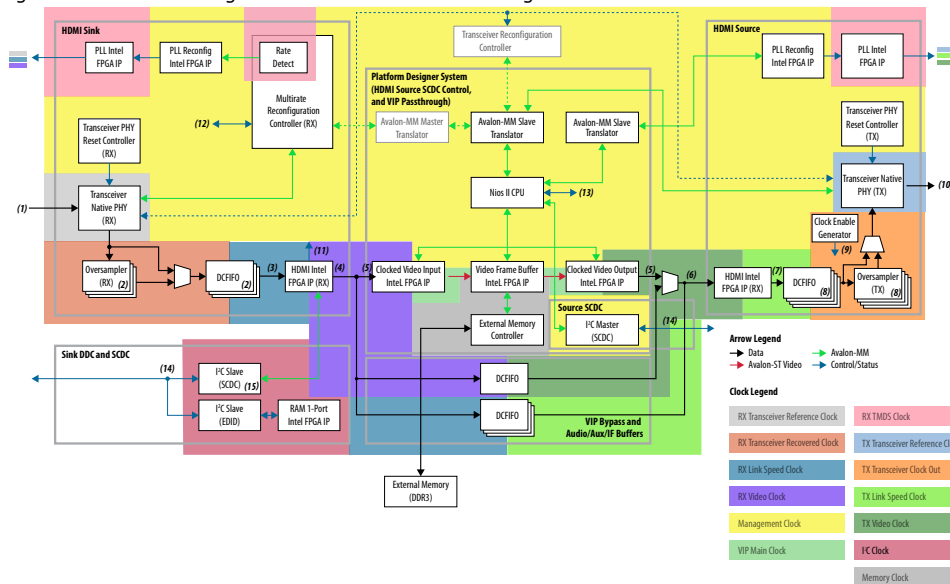 HDMI Sink
PLL Intel
FPGA IP
PLL Reconfig
Intel FPGA IP
Rate
Detect
Multirate
Reconfiguration
Controller (RX)
(12)
Transceiver PHY
Reset Controller
(RX)
(1)
Transceiver
Native PHY
(RX)
Oversampler
(RX)
(2)
DCFIFO
(2)
(3)
(11)
HDMI Intel
FPGA IP (RX)
(4)
Transceiver Reconfiguration
Controller
Platform Designer System
(HDMI Source SCDC Control,
and VIP Passthrough)
Avalon-MM Master
Translator
Avalon-MM Slave
Translator
Avalon-MM Slave
Translator
Nios II CPU
(13)
(5)
Clocked Video Input
InteL FPGA IP
Video Frame Buffer
InteL FPGA IP
Clocked Video Output
InteL FPGA IP
(5)
(6)
External Memory
Controller
Source SCDC
I²C Master
(SCDC)
(14)
HDMI Source
PLL Reconfig
Intel FPGA IP
PLL Intel
FPGA IP
Transceiver PHY
Reset Controller
(TX)
Transceiver Native
PHY (TX)
(10
Clock Enable
Generator
(9)
HDMI Intel
FPGA IP (RX)
(7)
DCFIFO
(8)
Oversampler
(TX)
(8)
Sink DDC and SCDC
(14)
I²C Slave
(SCDC)
(15)
I²C Slave
(EDID)
RAM 1-Port
Intel FPGA IP
DCFIFO
DCFIFO
VIP Bypass and
Audio/Aux/IF Buffers
External Memory
(DDR3)
Arrow Legend
Data
Avalon-MM
Avalon-ST Video
Control/Status
Clock Legend
RX Transceiver Reference Clock
RX TMDS Clock
RX Transceiver Recovered Clock
TX Transceiver Reference Cl
RX Link Speed Clock
TX Transceiver Clock Out
RX Video Clock
TX Link Speed Clock
Management Clock
TX Video Clock
VIP Main Clock
I²C Clock
Memory Clock